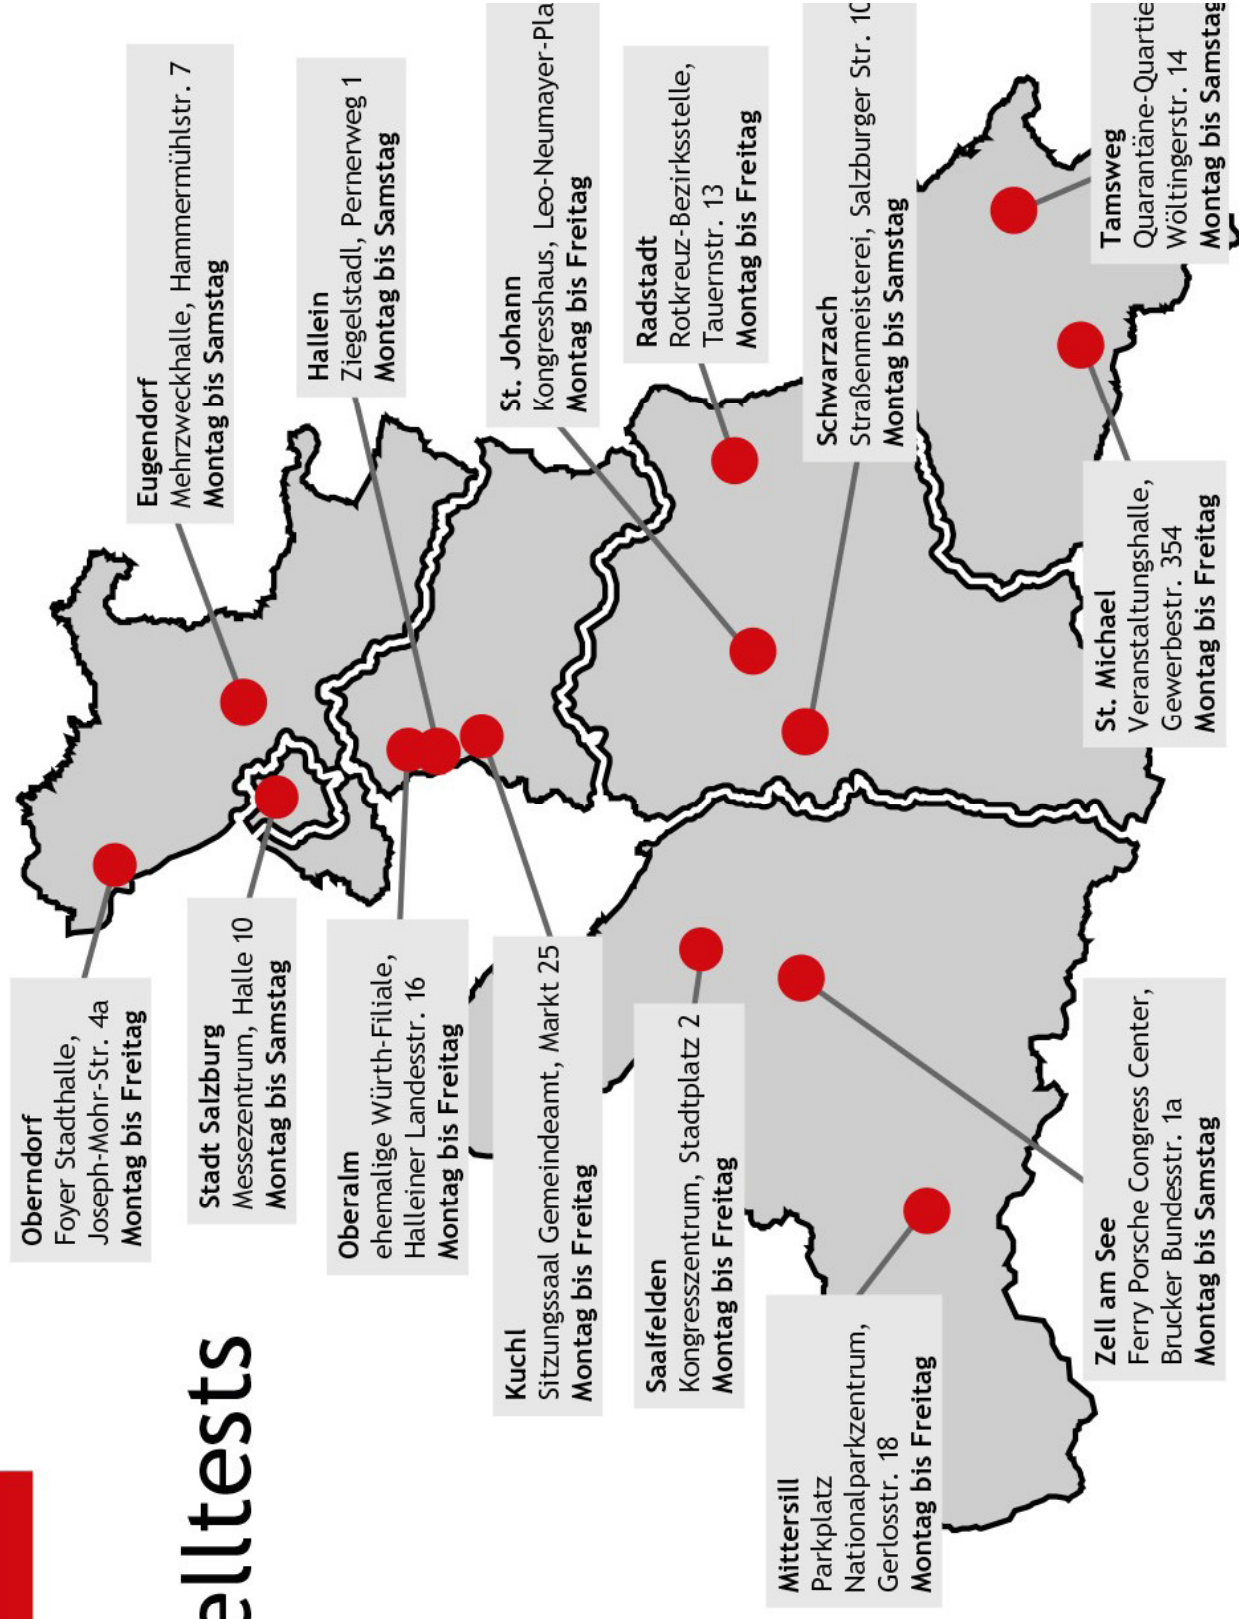 elltests
Oberndorf
Foyer Stadthalle,
Joseph-Mohr-Str. 4a
Montag bis Freitag
Eugendorf
Mehrzweckhalle, Hammermühlstr. 7
Montag bis Samstag
Stadt Salzburg
Messezentrum, Halle 10
Montag bis Samstag
Hallein
Ziegelstadl, Pernerweg 1
Montag bis Samstag
Oberalm
ehemalige Würth-Filiale,
Halleiner Landesstr. 16
Montag bis Freitag
St. Johann
Kongresshaus, Leo-Neumayer-Pla
Montag bis Freitag
Kuchl
Sitzungssaal Gemeindeamt, Markt 25
Montag bis Freitag
Radstadt
Rotkreuz-Bezirksstelle,
Tauernstr. 13
Montag bis Freitag
Saalfelden
Kongresszentrum, Stadtplatz 2
Montag bis Freitag
Schwarzach
Straßenmeisterei, Salzburger Str. 10
Montag bis Samstag
Mittersill
Parkplatz
Nationalparkzentrum,
Gerlosstr. 18
Montag bis Freitag
Zell am See
Ferry Porsche Congress Center,
Brucker Bundesstr. 1a
Montag bis Samstag
St. Michael
Veranstaltungshalle,
Gewerbestr. 354
Montag bis Freitag
Tamsweg
Quarantäne-Quartie
Wöltingerstr. 14
Montag bis Samstag